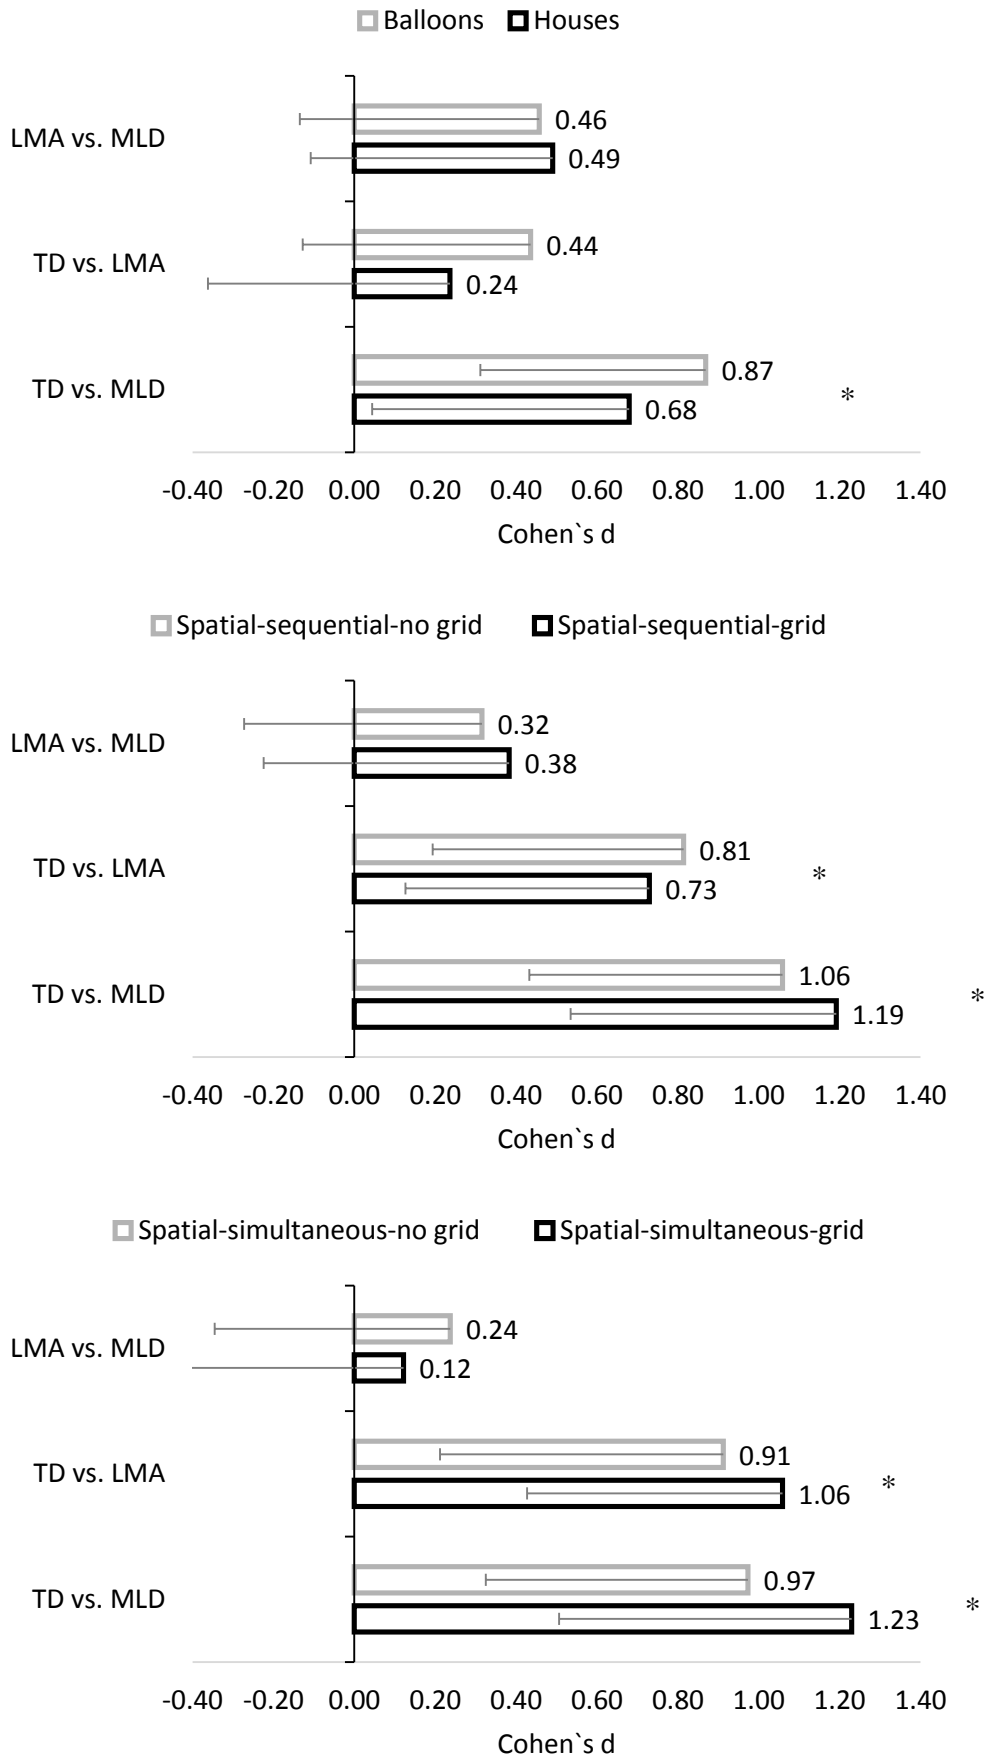 Balloons Houses
LMA vs. MLD
0.46
0.49
TD vs. LMA
0.44
0.24
TD vs. MLD
0.87
0.68
*
-0.40 -0.20 0.00 0.20 0.40 0.60 0.80 1.00 1.20 1.40
Cohen`s d
Spatial-sequential-no grid Spatial-sequential-grid
LMA vs. MLD
0.32
0.38
TD vs. LMA
0.81
0.73
*
TD vs. MLD
1.06
1.19
*
-0.40 -0.20 0.00 0.20 0.40 0.60 0.80 1.00 1.20 1.40
Cohen`s d
Spatial-simultaneous-no grid Spatial-simultaneous-grid
LMA vs. MLD
0.24
0.12
TD vs. LMA
0.91
1.06
*
TD vs. MLD
0.97
1.23
*
-0.40 -0.20 0.00 0.20 0.40 0.60 0.80 1.00 1.20 1.40
Cohen`s d